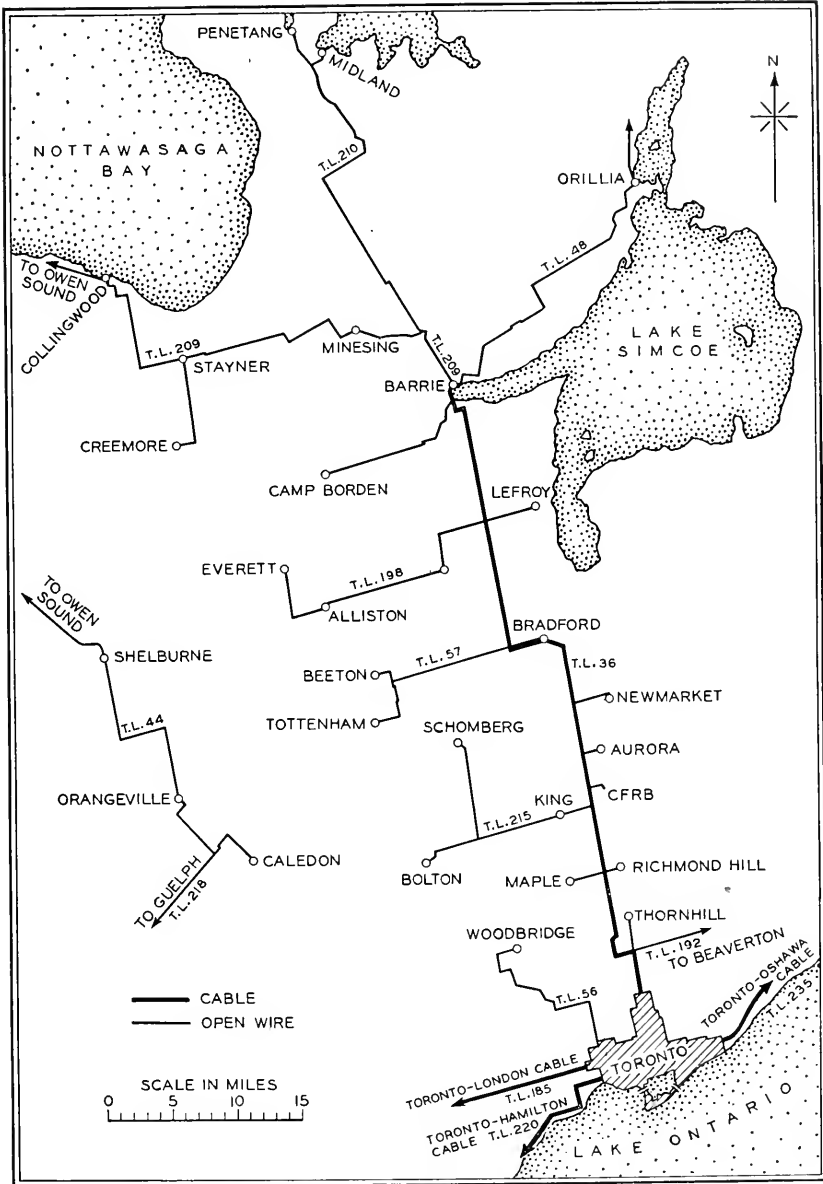 PENETANG
MIDLAND
N
NOTTAWASAGA
BAY
T.L.210
ORILLIA
T.L.48
TO OWEN
SOUND
COLLINGWOOD
T.L.209
STAYNER
MINESING
T.L.209
LAKE
SIMCOE
BARRIE
CREEMORE
CAMP BORDEN
LEFROY
EVERETT
T.L.198
ALLISTON
TO OWEN
SOUND
SHELBURNE
BRADFORD
T.L.57
T.L.36
BEETON
NEWMARKET
TOTTENHAM
SCHOMBERG
T.L.44
AURORA
ORANGEVILLE
KING
CFRB
T.L.215
CALEDON
BOLTON
MAPLE
RICHMOND HILL
TO GUELPH
T.L.218
THORNHILL
WOODBRIDGE
T.L.192
TO BEAVERTON
CABLE
OPEN WIRE
T.L.56
TORONTO-OSHAWA
CABLE
T.L.235
TORONTO
SCALE IN MILES
0 5 10 15
TORONTO-LONDON CABLE
T.L.185
TORONTO-HAMILTON
CABLE T.L.220
LAKE ONTARIO